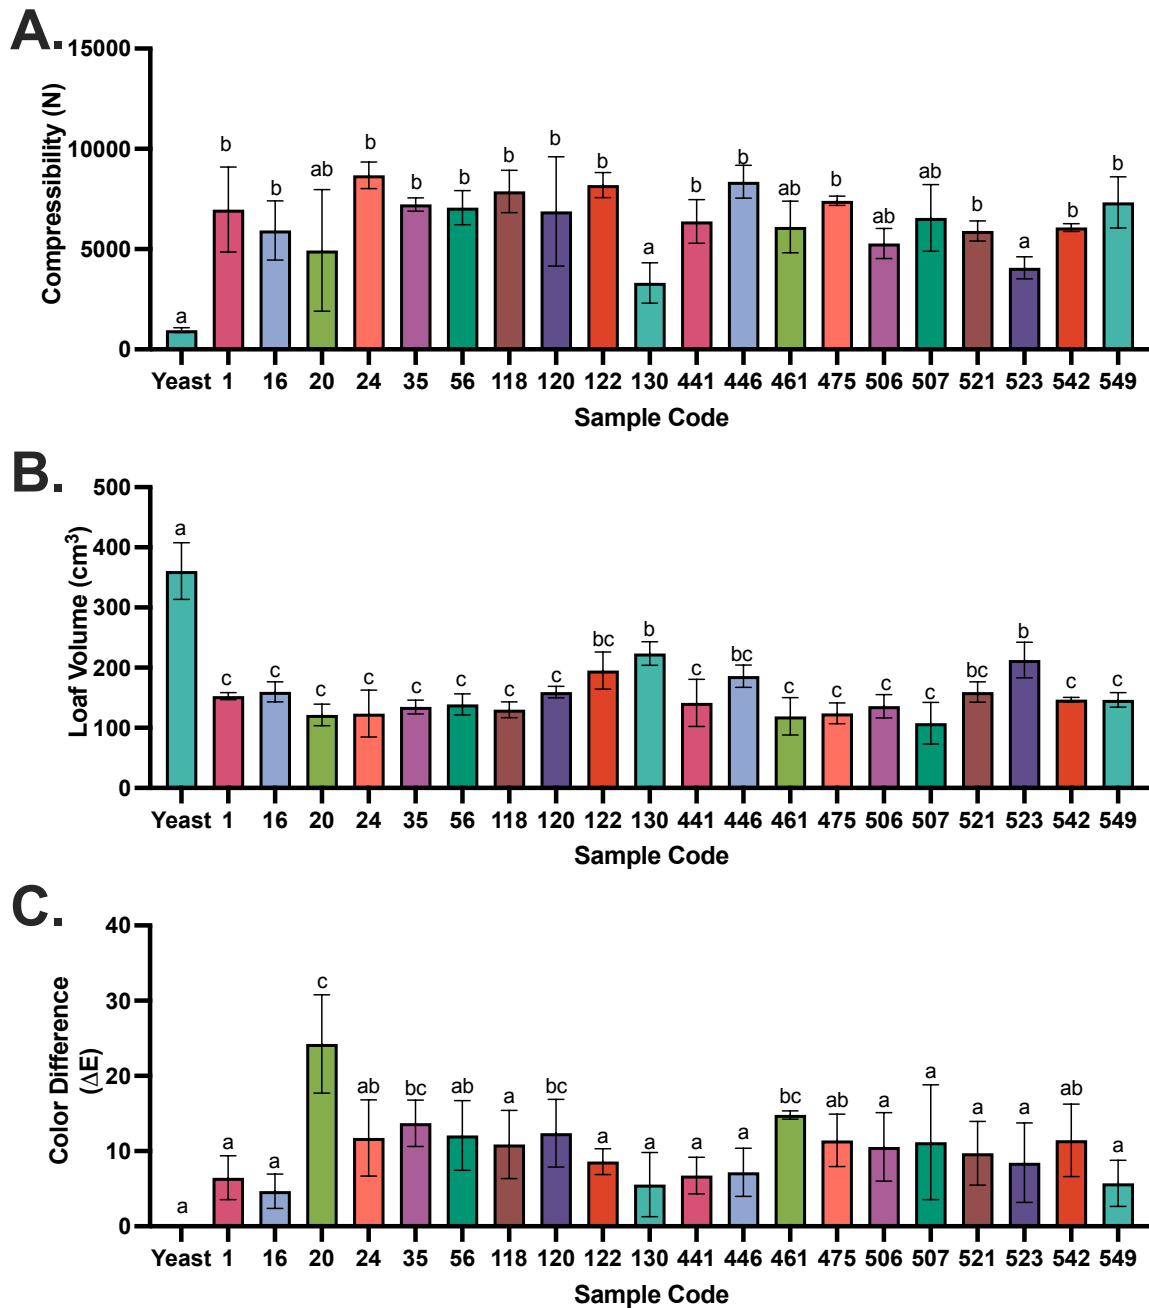 A.
Compressibility (N)
15000
10000
5000
0
a b b ab b b b b b b a b b ab b ab ab b a b b
Yeast 1 16 20 24 35 56 118 120 122 130 441 446 461 475 506 507 521 523 542 549
Sample Code
B.
Loaf Volume (cm³)
500
400
300
200
100
0
a c c c c c c c c bc b c bc c c c c bc b c c
Yeast 1 16 20 24 35 56 118 120 122 130 441 446 461 475 506 507 521 523 542 549
Sample Code
C.
Color Difference
(ΔE)
40
30
20
10
0
a a a c ab bc ab a bc a a a a bc ab a a a a ab a
Yeast 1 16 20 24 35 56 118 120 122 130 441 446 461 475 506 507 521 523 542 549
Sample Code